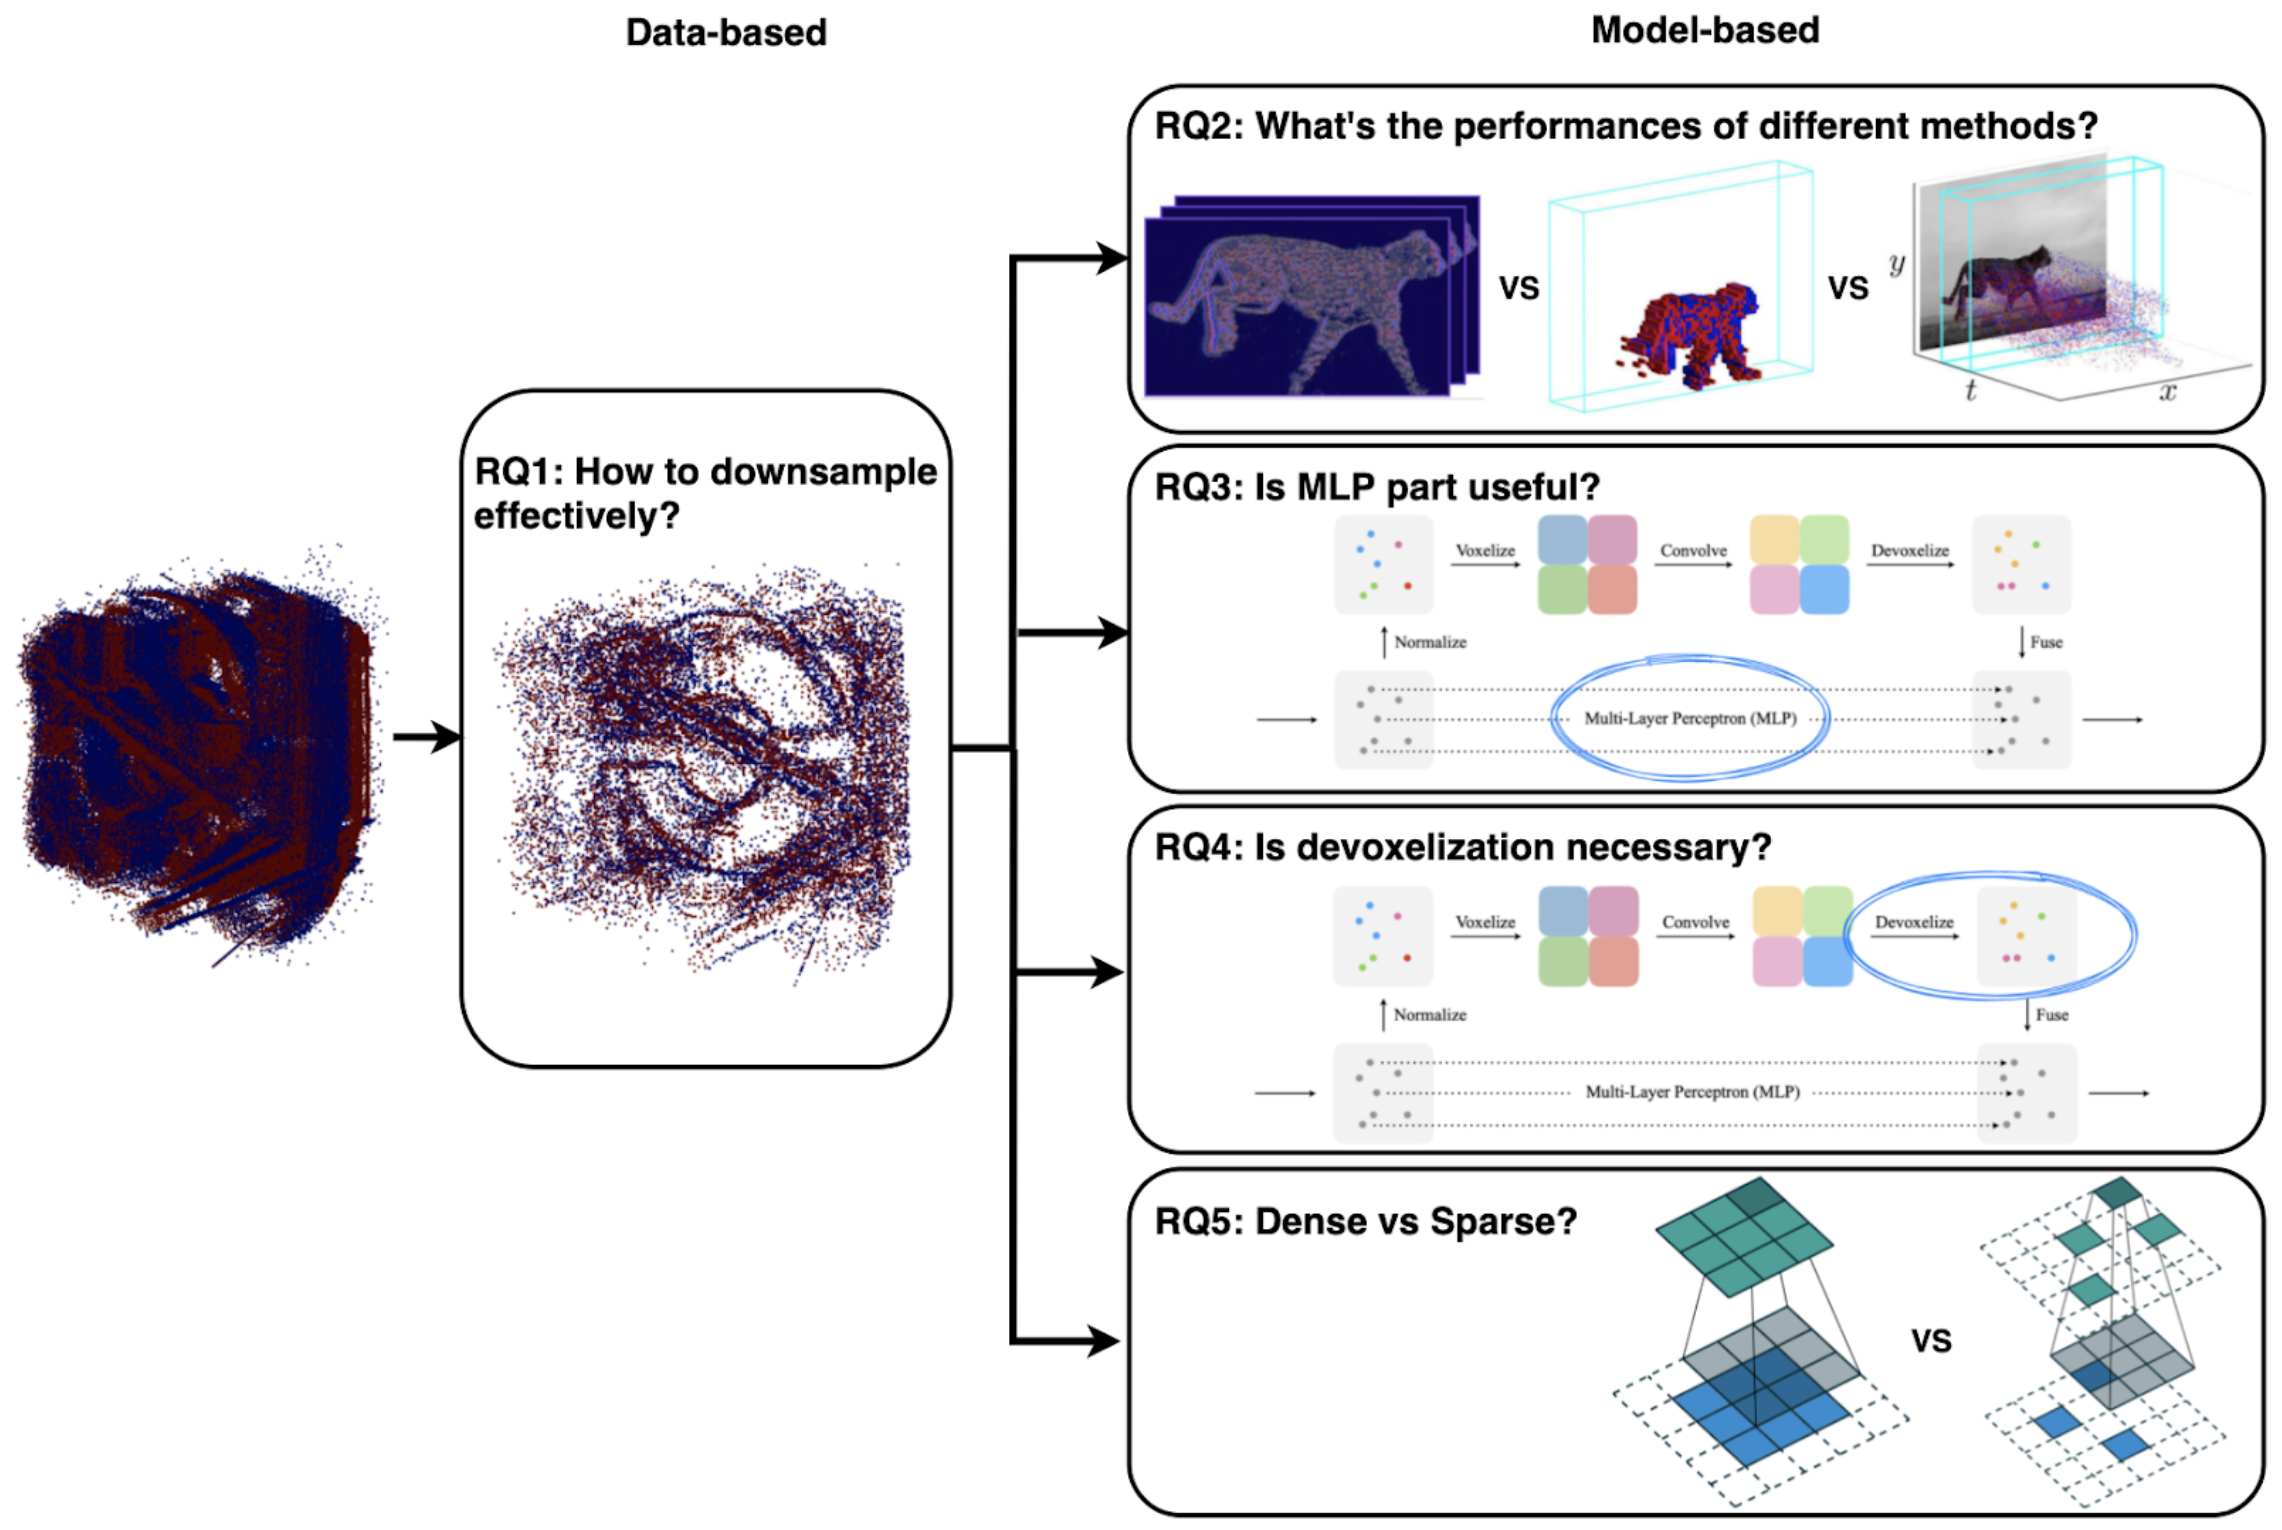 Data-based
Model-based
RQ1: How to downsample
effectively?
RQ2: What's the performances of different methods?
VS
VS
y
t
x
RQ3: Is MLP part useful?
Voxelize
Convolve
Devoxelize
Normalize
Fuse
Multi-Layer Perceptron (MLP)
RQ4: Is devoxelization necessary?
Voxelize
Convolve
Devoxelize
Normalize
Fuse
Multi-Layer Perceptron (MLP)
RQ5: Dense vs Sparse?
VS